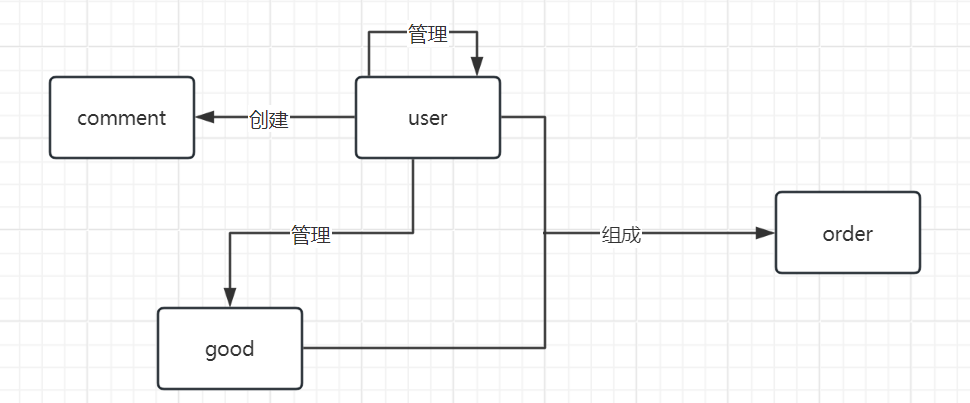 管理
comment
创建
user
管理
组成
order
good